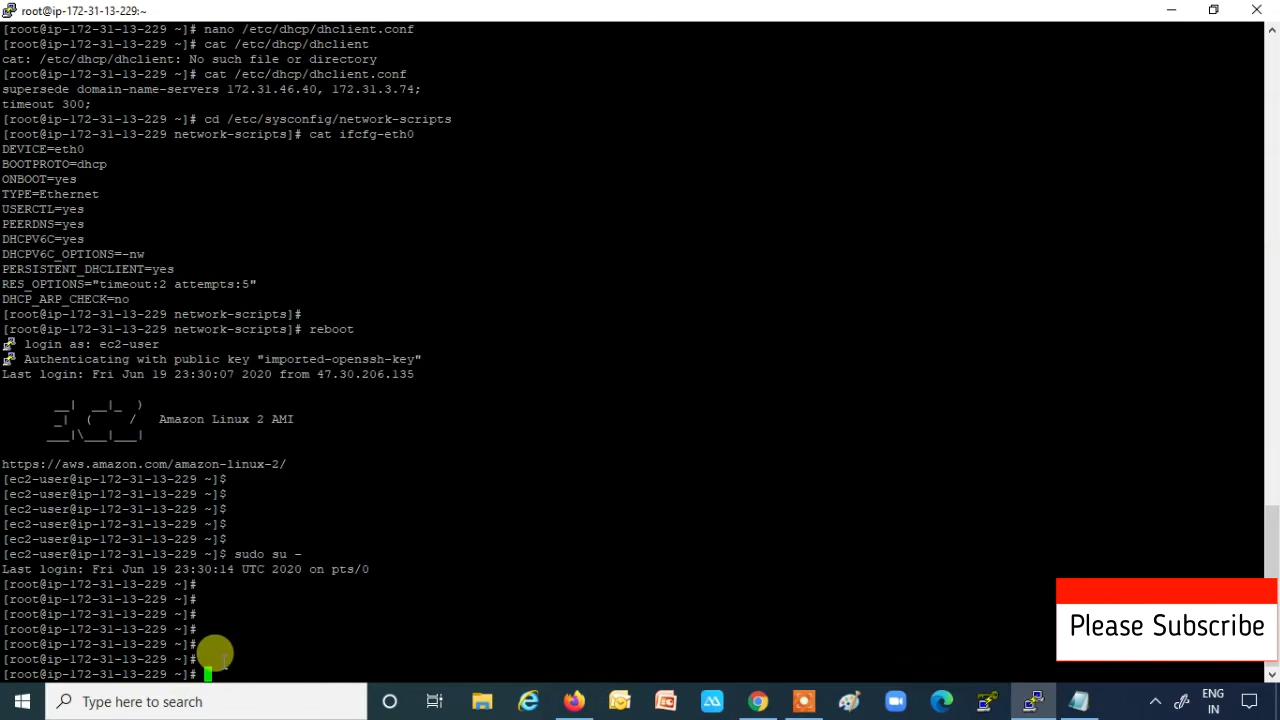 root@ip-172-31-13-229:~
[root@ip-172-31-13-229 ~]# nano /etc/dhcp/dhclient.conf
[root@ip-172-31-13-229 ~]# cat /etc/dhcp/dhclient
cat: /etc/dhcp/dhclient: No such file or directory
[root@ip-172-31-13-229 ~]# cat /etc/dhcp/dhclient.conf
supersede domain-name-servers 172.31.46.40, 172.31.3.74;
timeout 300;
[root@ip-172-31-13-229 ~]# cd /etc/sysconfig/network-scripts
[root@ip-172-31-13-229 network-scripts]# cat ifcfg-eth0
DEVICE=eth0
BOOTPROTO=dhcp
ONBOOT=yes
TYPE=Ethernet
USERCTL=yes
PEERDNS=yes
DHCPV6C=yes
DHCPV6C_OPTIONS=-nw
PERSISTENT_DHCLIENT=yes
RES_OPTIONS="timeout:2 attempts:5"
DHCP_ARP_CHECK=no
[root@ip-172-31-13-229 network-scripts]#
[root@ip-172-31-13-229 network-scripts]# reboot
login as: ec2-user
Authenticating with public key "imported-openssh-key"
Last login: Fri Jun 19 23:30:07 2020 from 47.30.206.135
__|  __|_  )
_|  (     /   Amazon Linux 2 AMI
___|\___|___|
https://aws.amazon.com/amazon-linux-2/
[ec2-user@ip-172-31-13-229 ~]$
[ec2-user@ip-172-31-13-229 ~]$
[ec2-user@ip-172-31-13-229 ~]$
[ec2-user@ip-172-31-13-229 ~]$
[ec2-user@ip-172-31-13-229 ~]$
[ec2-user@ip-172-31-13-229 ~]$ sudo su -
Last login: Fri Jun 19 23:30:14 UTC 2020 on pts/0
[root@ip-172-31-13-229 ~]#
[root@ip-172-31-13-229 ~]#
[root@ip-172-31-13-229 ~]#
[root@ip-172-31-13-229 ~]#
[root@ip-172-31-13-229 ~]#
[root@ip-172-31-13-229 ~]#
[root@ip-172-31-13-229 ~]#
Please Subscribe
Type here to search
ENG
IN